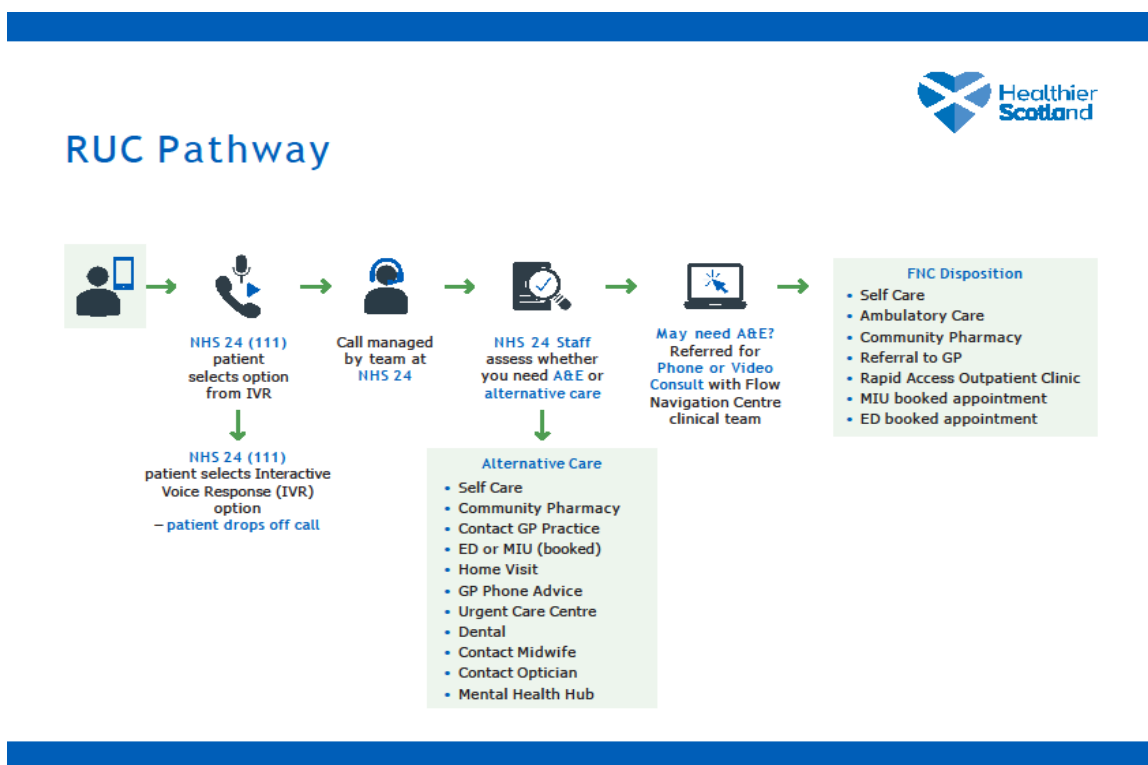 Healthier
Scotland
RUC Pathway
NHS 24 (111)
patient
selects option
from IVR
NHS 24 (111)
patient selects Interactive
Voice Response (IVR)
option
– patient drops off call
Call managed
by team at
NHS 24
NHS 24 Staff
assess whether
you need A&E or
alternative care
Alternative Care
• Self Care
• Community Pharmacy
• Contact GP Practice
• ED or MIU (booked)
• Home Visit
• GP Phone Advice
• Urgent Care Centre
• Dental
• Contact Midwife
• Contact Optician
• Mental Health Hub
May need A&E?
Referred for
Phone or Video
Consult with Flow
Navigation Centre
clinical team
FNC Disposition
• Self Care
• Ambulatory Care
• Community Pharmacy
• Referral to GP
• Rapid Access Outpatient Clinic
• MIU booked appointment
• ED booked appointment